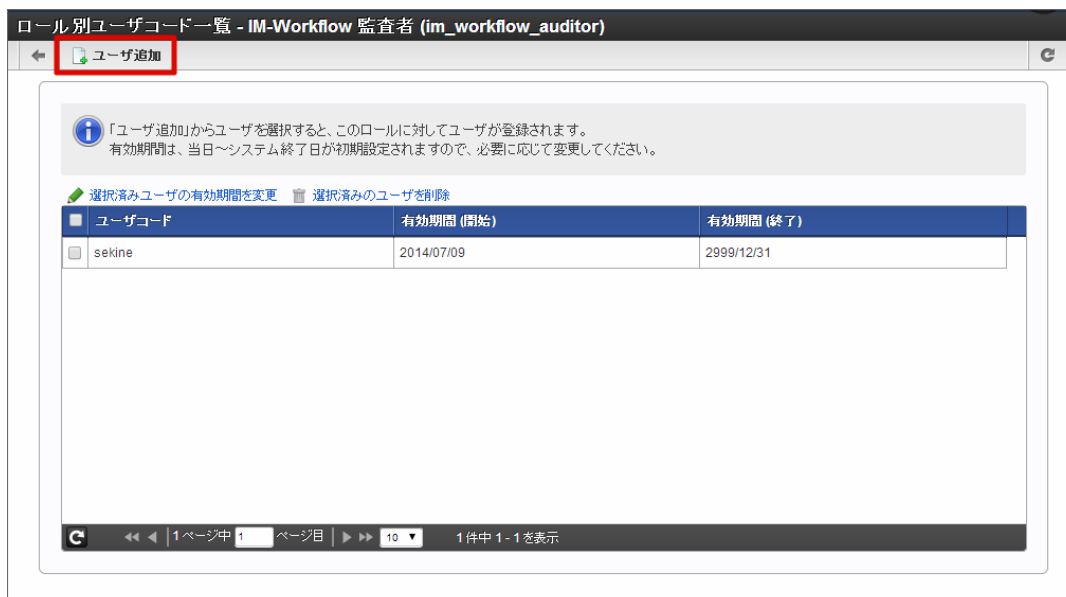 ロール別ユーザコード一覧 - IM-Workflow 監査者 (im_workflow_auditor)
ユーザ追加
「ユーザ追加」からユーザを選択すると、このロールに対してユーザが登録されます。
有効期間は、当日～システム終了日が初期設定されますので、必要に応じて変更してください。
選択済みユーザの有効期間を変更 選択済みのユーザを削除
ユーザコード 有効期間 (開始) 有効期間 (終了)
sekine 2014/07/09 2999/12/31
1 ページ中 1 ページ目 10 1 件中 1 - 1 を表示